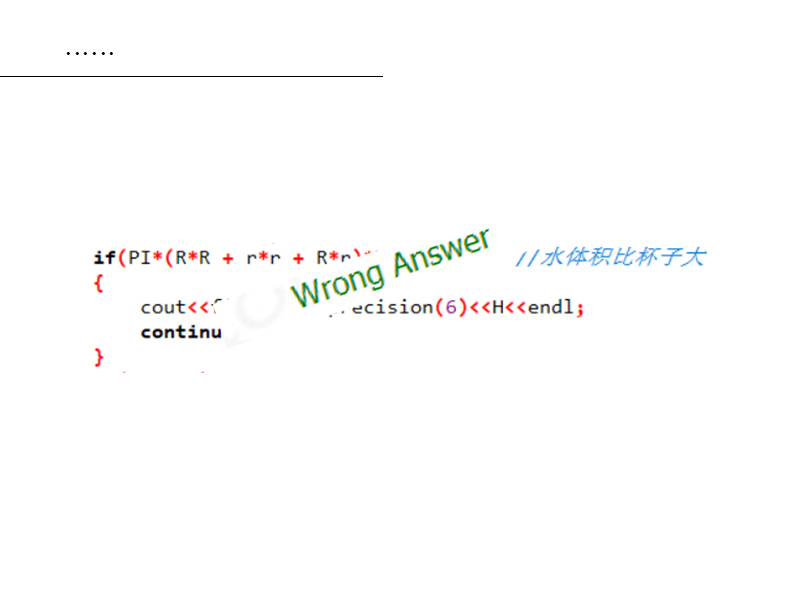 ……
if(PI*(R*R + r*r + R*r)
//水体积比杯子大
Wrong Answer
{
cout<<
ecision(6)<<H<<endl;
continu
}